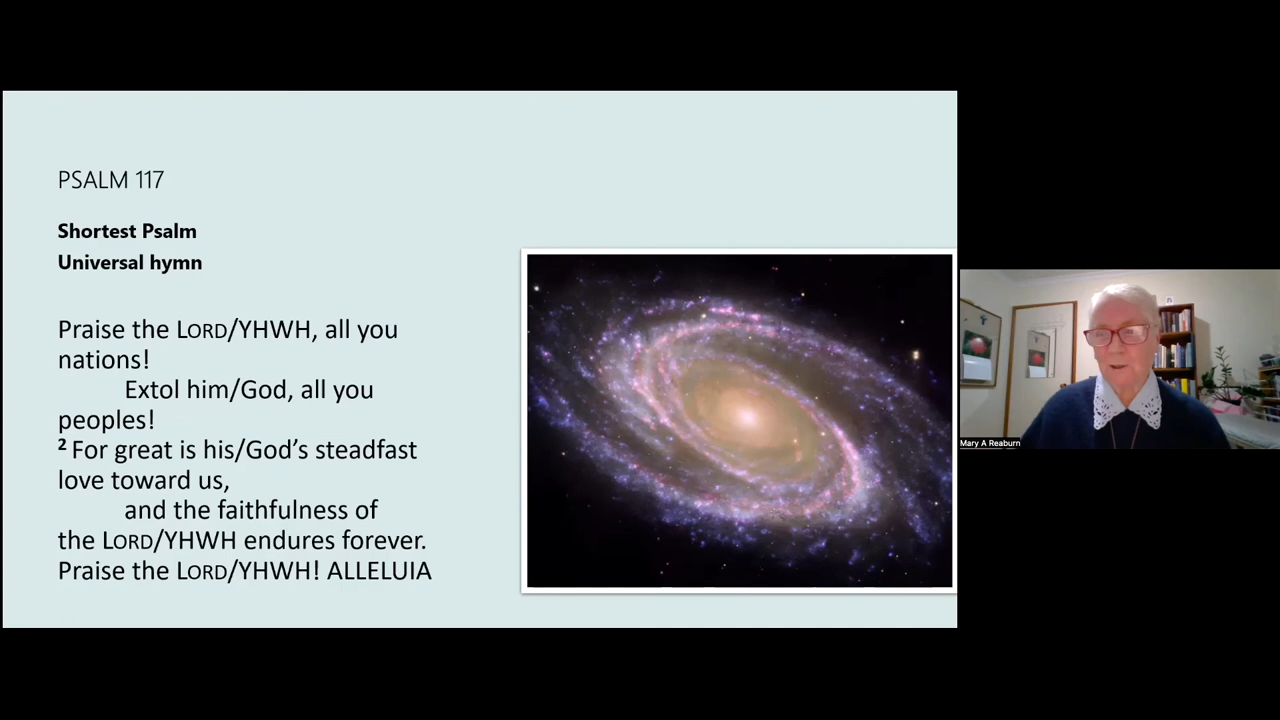 PSALM 117
Shortest Psalm
Universal hymn
Praise the LORD/YHWH, all you
nations!
Extol him/God, all you
peoples!
² For great is his/God’s steadfast
love toward us,
and the faithfulness of
the LORD/YHWH endures forever.
Praise the LORD/YHWH! ALLELUIA
Mary A Reaburn